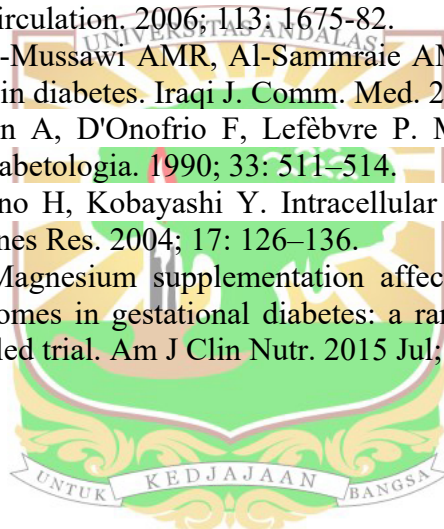 irculation. 2006; 113: 1675-82.
UNIVERSITAS ANDALAS
-Mussawi AMR, Al-Sammraie AM
in diabetes. Iraqi J. Comm. Med. 2
n A, D'Onofrio F, Lefèbvre P. M
abetologia. 1990; 33: 511–514.
no H, Kobayashi Y. Intracellular
nes Res. 2004; 17: 126–136.
Magnesium supplementation affec
omes in gestational diabetes: a ran
led trial. Am J Clin Nutr. 2015 Jul;
UNTUK KEDJAJAAN BANGSA